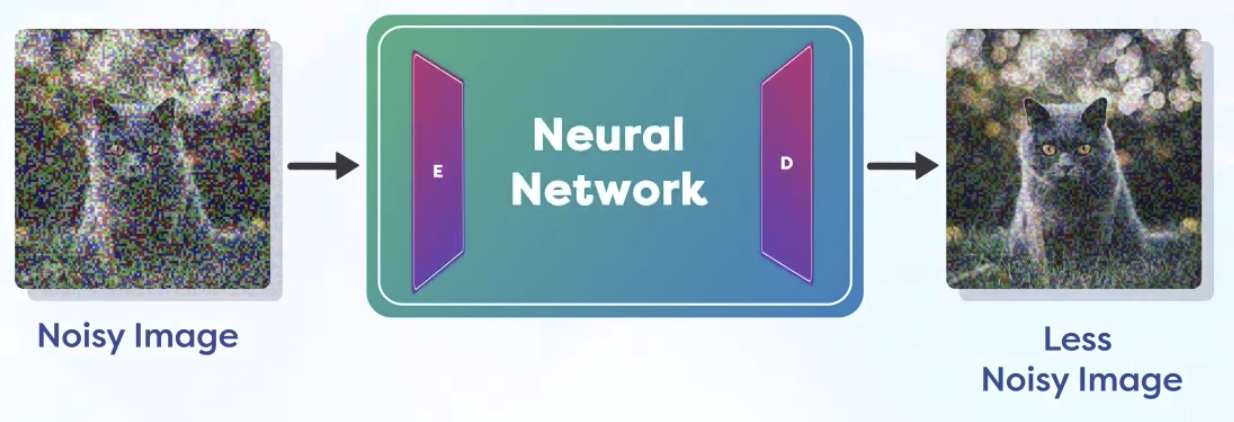 Noisy Image
E
Neural
Network
D
Less
Noisy Image